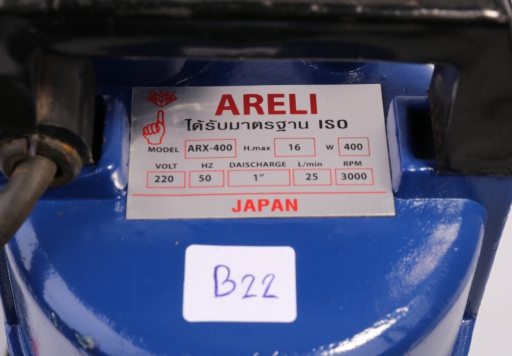 ARELI
ได้รับมาตรฐาน ISO
MODEL ARX-400 H.max 16 W 400
VOLT HZ DAISCHARGE L/min RPM
220 50 1" 25 3000
JAPAN
B22